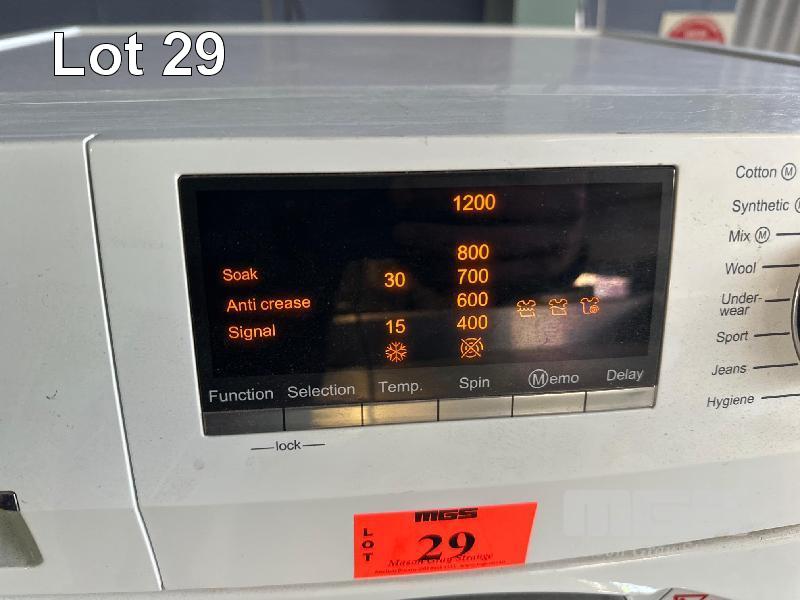 Lot 29
1200
800
700
600
400
30
15
Soak
Anti crease
Signal
Function Selection Temp. Spin Memo Delay
lock
Cotton M
Synthetic
Mix M
Wool
Under-
wear
Sport
Jeans
Hygiene
MGS
LOT
29
Mason Gray Strange
MGS